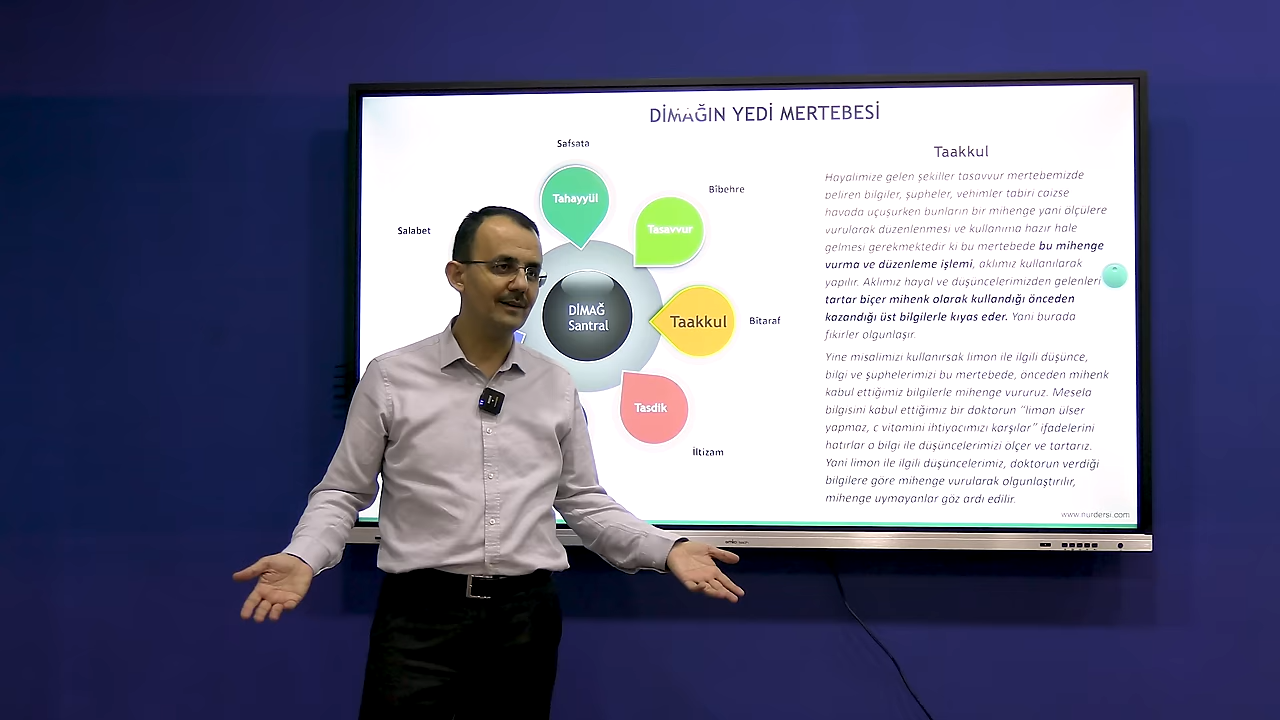 DİMAĞIN YEDİ MERTEBESİ
Safsata
Tahayyül
Bîbehre
Tasavvur
Salabet
DİMAĞ
Santral
Taakkul
Bîtaraf
Tasdik
İltizam
Taakkul
Hayalimize gelen şekiller tasavvur mertebemizde
beliren bilgiler, şüpheler, vehimler tabiri caizse
havada uçuşurken bunların bir mihenge yani ölçülere
vurularak düzenlenmesi ve kullanıma hazır hale
gelmesi gerekmektedir ki bu mertebede bu mihenge
vurma ve düzenleme işlemi, aklımız kullanılarak
yapılır. Aklımız hayal ve düşüncelerimizden gelenleri
tartar biçer mihenk olarak kullandığı önceden
kazandığı üst bilgilerle kıyas eder. Yani burada
fikirler olgunlaşır.
Yine misalimizi kullanırsak limon ile ilgili düşünce,
bilgi ve şüphelerimizi bu mertebede, önceden mihenk
kabul ettiğimiz bilgilerle mihenge vururuz. Mesela
bilgisini kabul ettiğimiz bir doktorun "limon ülser
yapmaz, c vitamini ihtiyacımızı karşılar" ifadelerini
hatırlar o bilgi ile düşüncelerimizi ölçer ve tartarız.
Yani limon ile ilgili düşüncelerimiz, doktorun verdiği
bilgilere göre mihenge vurularak olgunlaştırılır,
mihenge uymayanlar göz ardı edilir.
www.nurdersi.com